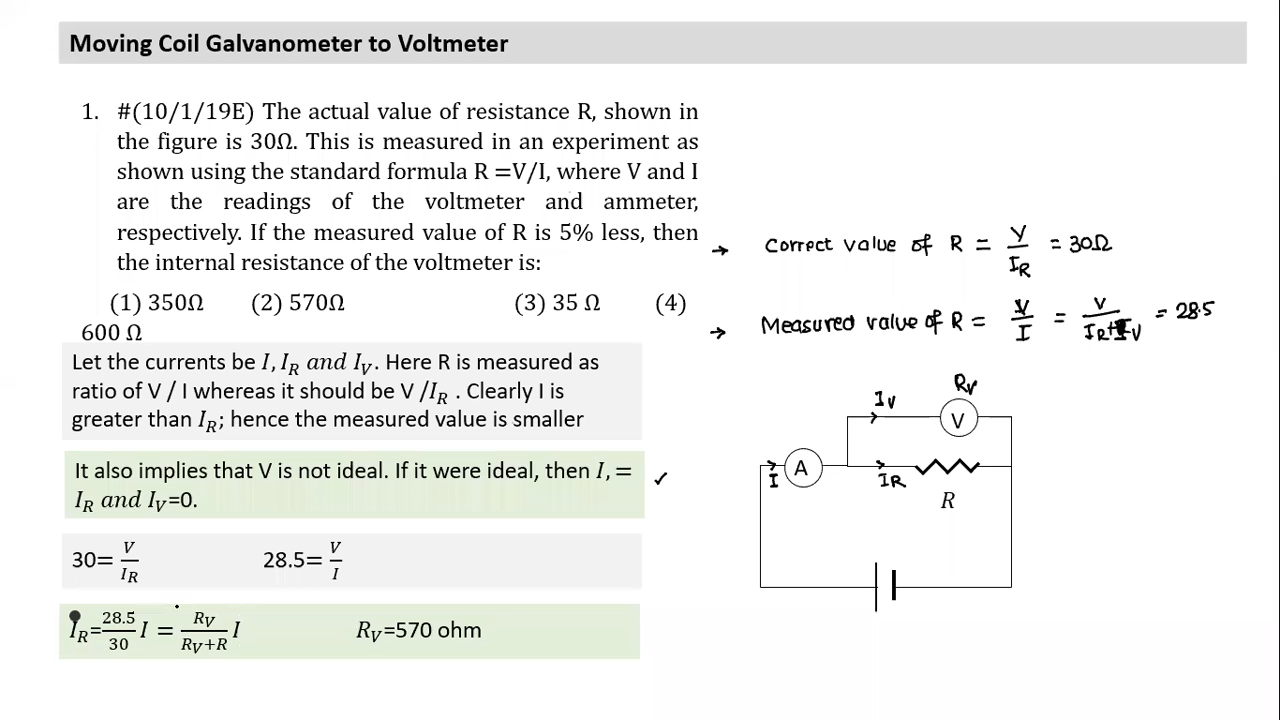 Moving Coil Galvanometer to Voltmeter
1. #(10/1/19E) The actual value of resistance R, shown in
the figure is 30Ω. This is measured in an experiment as
shown using the standard formula R =V/I, where V and I
are the readings of the voltmeter and ammeter,
respectively. If the measured value of R is 5% less, then
the internal resistance of the voltmeter is:
(1) 350Ω (2) 570Ω (3) 35 Ω (4)
600 Ω
Let the currents be I, I_R and I_V. Here R is measured as
ratio of V / I whereas it should be V /I_R . Clearly I is
greater than I_R; hence the measured value is smaller
It also implies that V is not ideal. If it were ideal, then I, =
I_R and I_V=0.
30= V/I_R 28.5= V/I
I_R= 28.5/30 I = R_V/(R_V+R) I R_V=570 ohm
→ Correct value of R = V/I_R = 30Ω
→ Measured value of R = V/I = V/(I_R+I_V) = 28.5
R_V
I_V
V
A
I
I_R
R